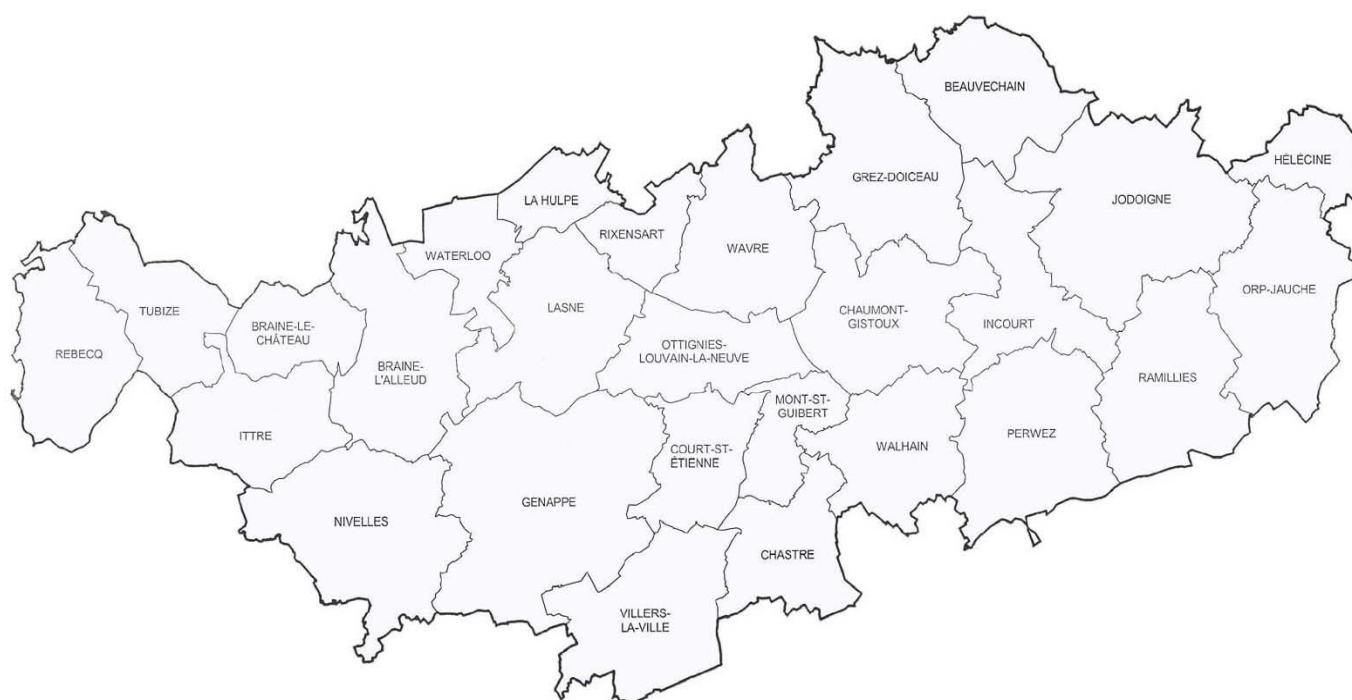 BEAUVECHAIN
HÉLÉCINE
GREZ-DOICEAU
JODOIGNE
LA HULPE
RIXENSART
WAVRE
WATERLOO
ORP-JAUCHE
TUBIZE
LASNE
CHAUMONT-
GISTOUX
INCOURT
BRAINE-LE-
CHÂTEAU
REBECQ
OTTIGNIES-
LOUVAIN-LA-NEUVE
BRAINE-
L'ALLEUD
RAMILLIES
MONT-ST-
GUIBERT
ITTRE
PERWEZ
WALHAIN
COURT-ST-
ÉTIENNE
GENAPPE
NIVELLES
CHASTRE
VILLERS-
LA-VILLE